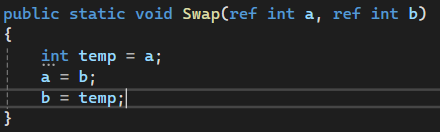 public static void Swap(ref int a, ref int b)
{
    int temp = a;
    a = b;
    b = temp;
}